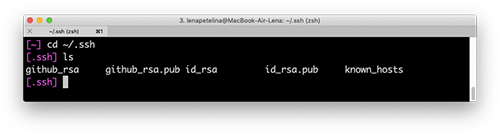 3. lenapetelina@MacBook-Air-Lena: ~/.ssh (zsh)
× ~/.ssh (zsh) ⌘1
[~] cd ~/.ssh
[.ssh] ls
github_rsa github_rsa.pub id_rsa id_rsa.pub known_hosts
[.ssh]